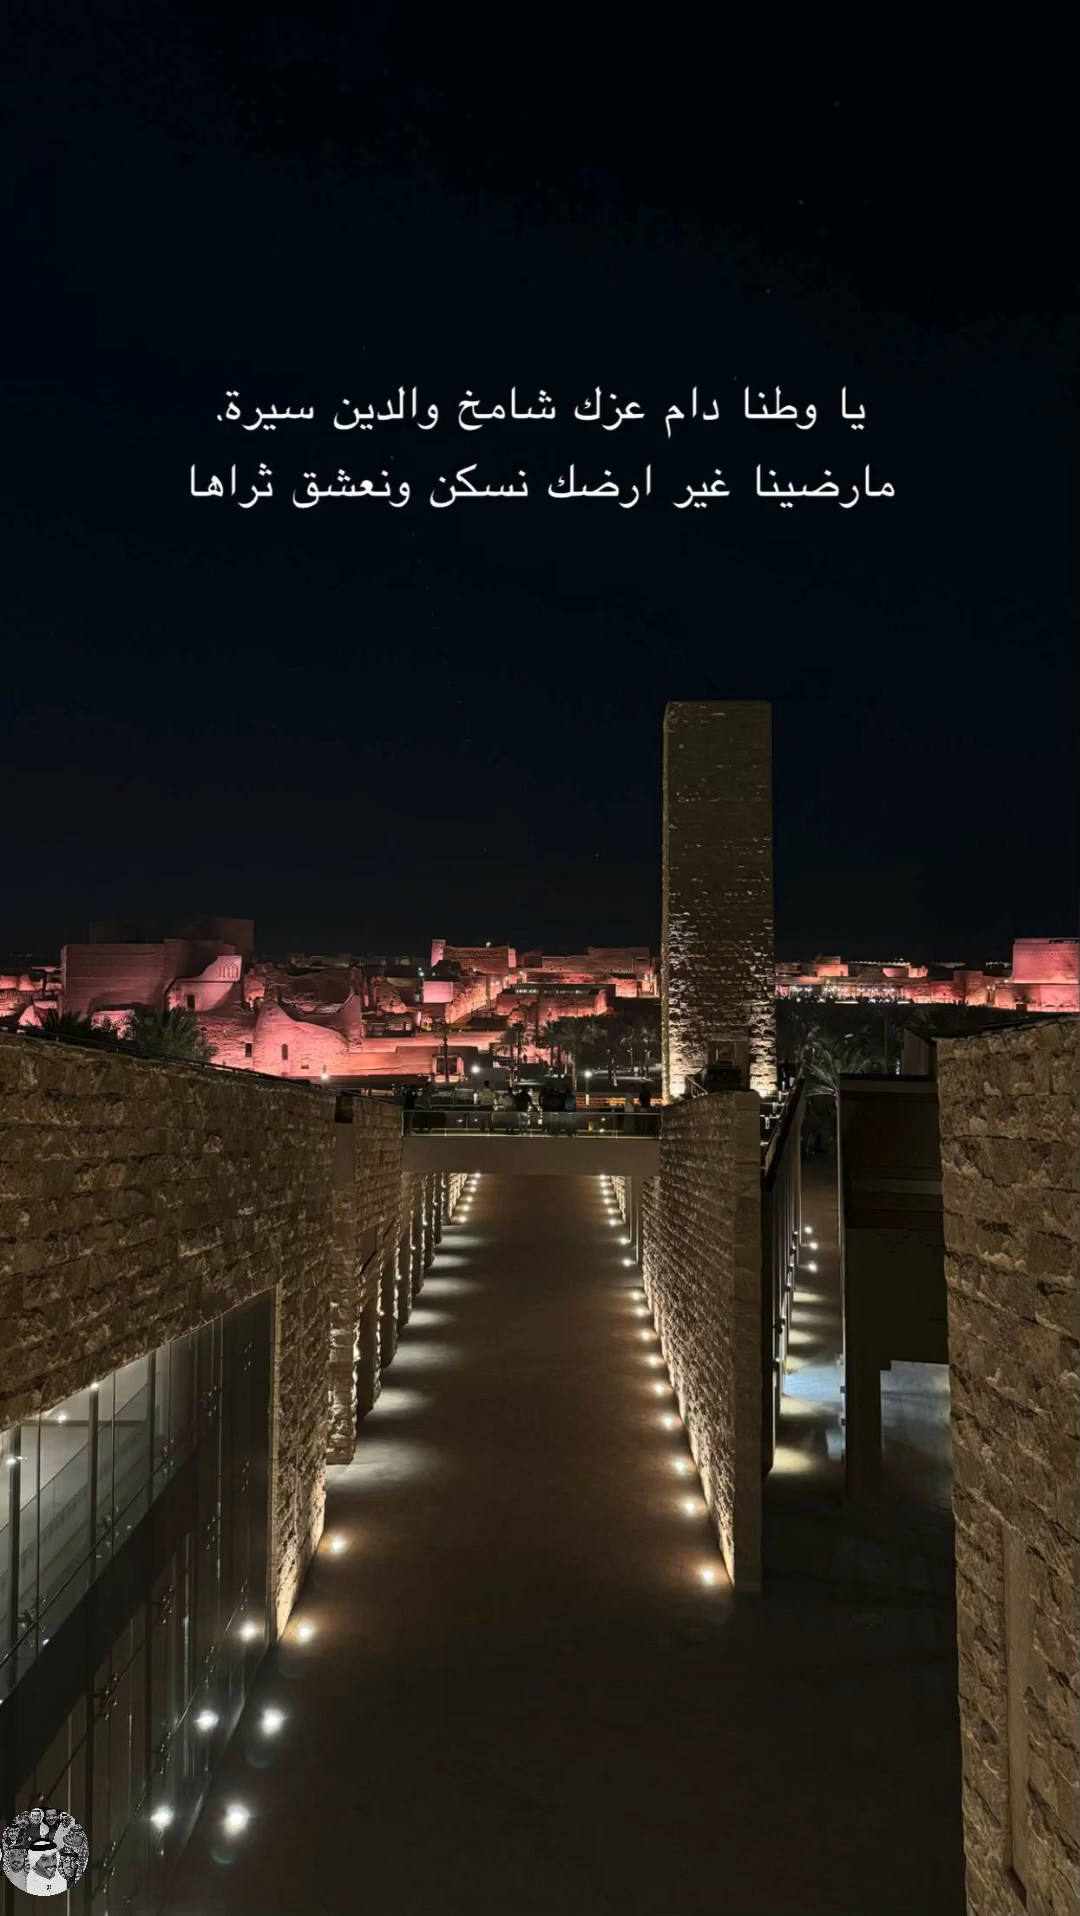 يا وطنا دام عزك شامخ والدين سيرة.
مارضينا غير ارضك نسكن ونعشق ثراها